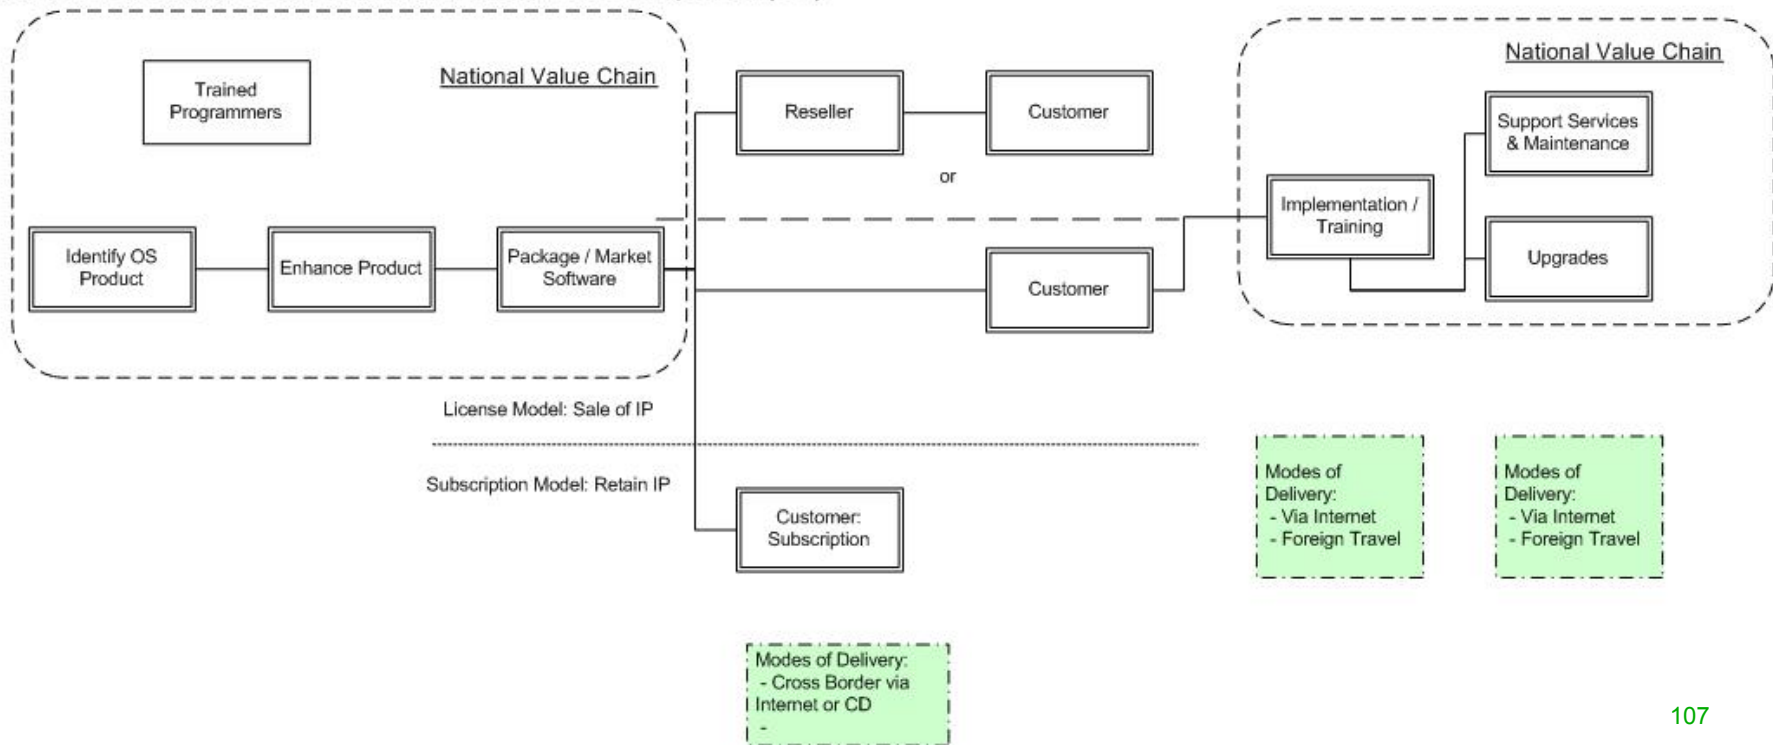 National Value Chain
Trained
Programmers
Identify OS
Product
Enhance Product
Package / Market
Software
Reseller
Customer
or
Customer
National Value Chain
Implementation /
Training
Support Services
& Maintenance
Upgrades
License Model: Sale of IP
Subscription Model: Retain IP
Customer:
Subscription
Modes of
Delivery:
- Via Internet
- Foreign Travel
Modes of
Delivery:
- Via Internet
- Foreign Travel
Modes of Delivery:
- Cross Border via
Internet or CD
-
107